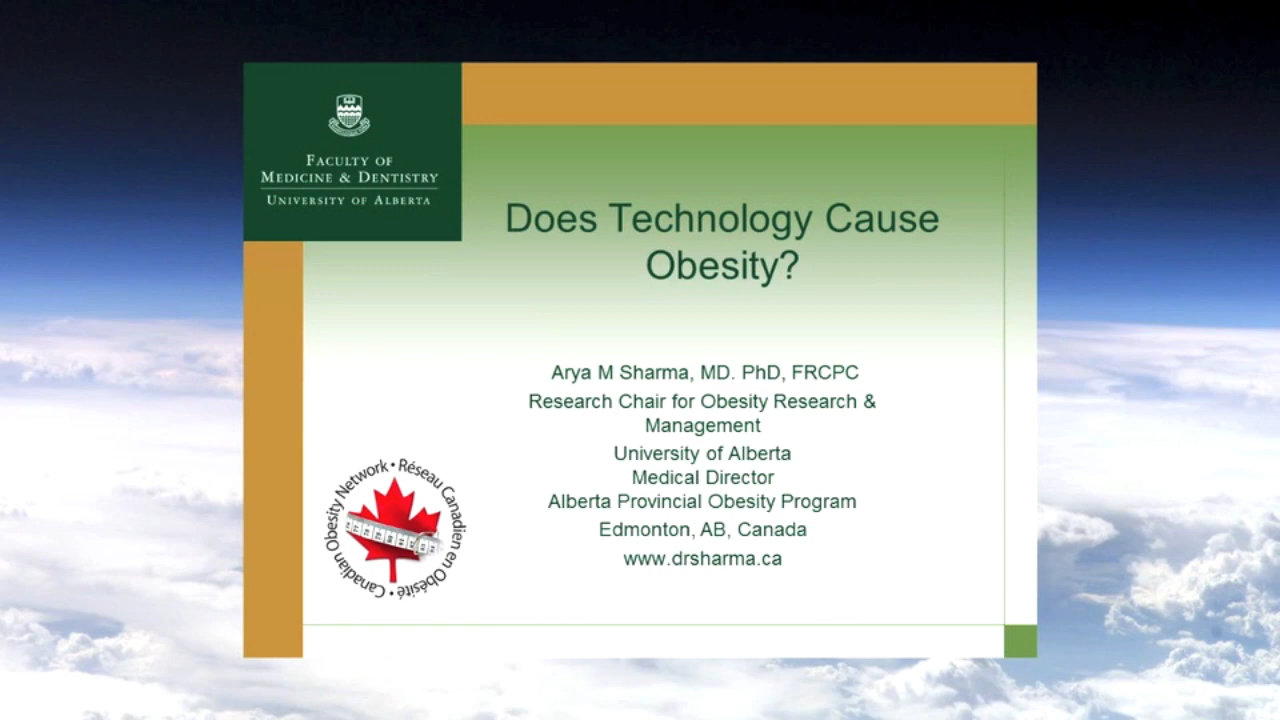 FACULTY OF
MEDICINE & DENTISTRY
UNIVERSITY OF ALBERTA
Does Technology Cause
Obesity?
Arya M Sharma, MD. PhD, FRCPC
Research Chair for Obesity Research &
Management
University of Alberta
Medical Director
Alberta Provincial Obesity Program
Edmonton, AB, Canada
www.drsharma.ca
Canadian Obesity Network • Réseau Canadien en Obésité •